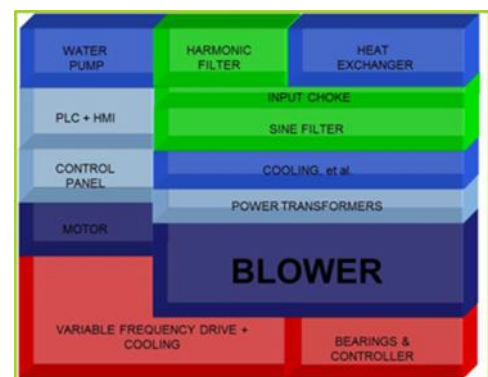 WATER
PUMP
HARMONIC
FILTER
HEAT
EXCHANGER
PLC + HMI
INPUT CHOKE
SINE FILTER
CONTROL
PANEL
COOLING, et al.
POWER TRANSFORMERS
MOTOR
BLOWER
VARIABLE FREQUENCY DRIVE +
COOLING
BEARINGS &
CONTROLLER